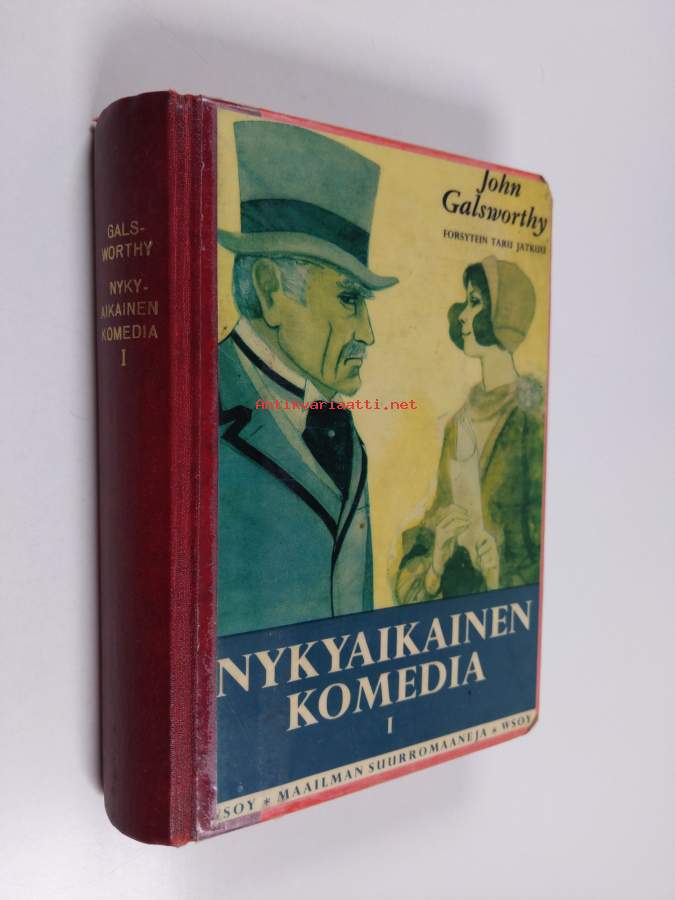 GALS-
WORTHY
NYKY-
AIKAINEN
KOMEDIA
I
John
Galsworthy
FORSYTEIN TARU JATKUU
Antikvariaatti.net
NYKYAIKAINEN
KOMEDIA
I
WSOY * MAAILMAN SUURROMAANEJA * WSOY